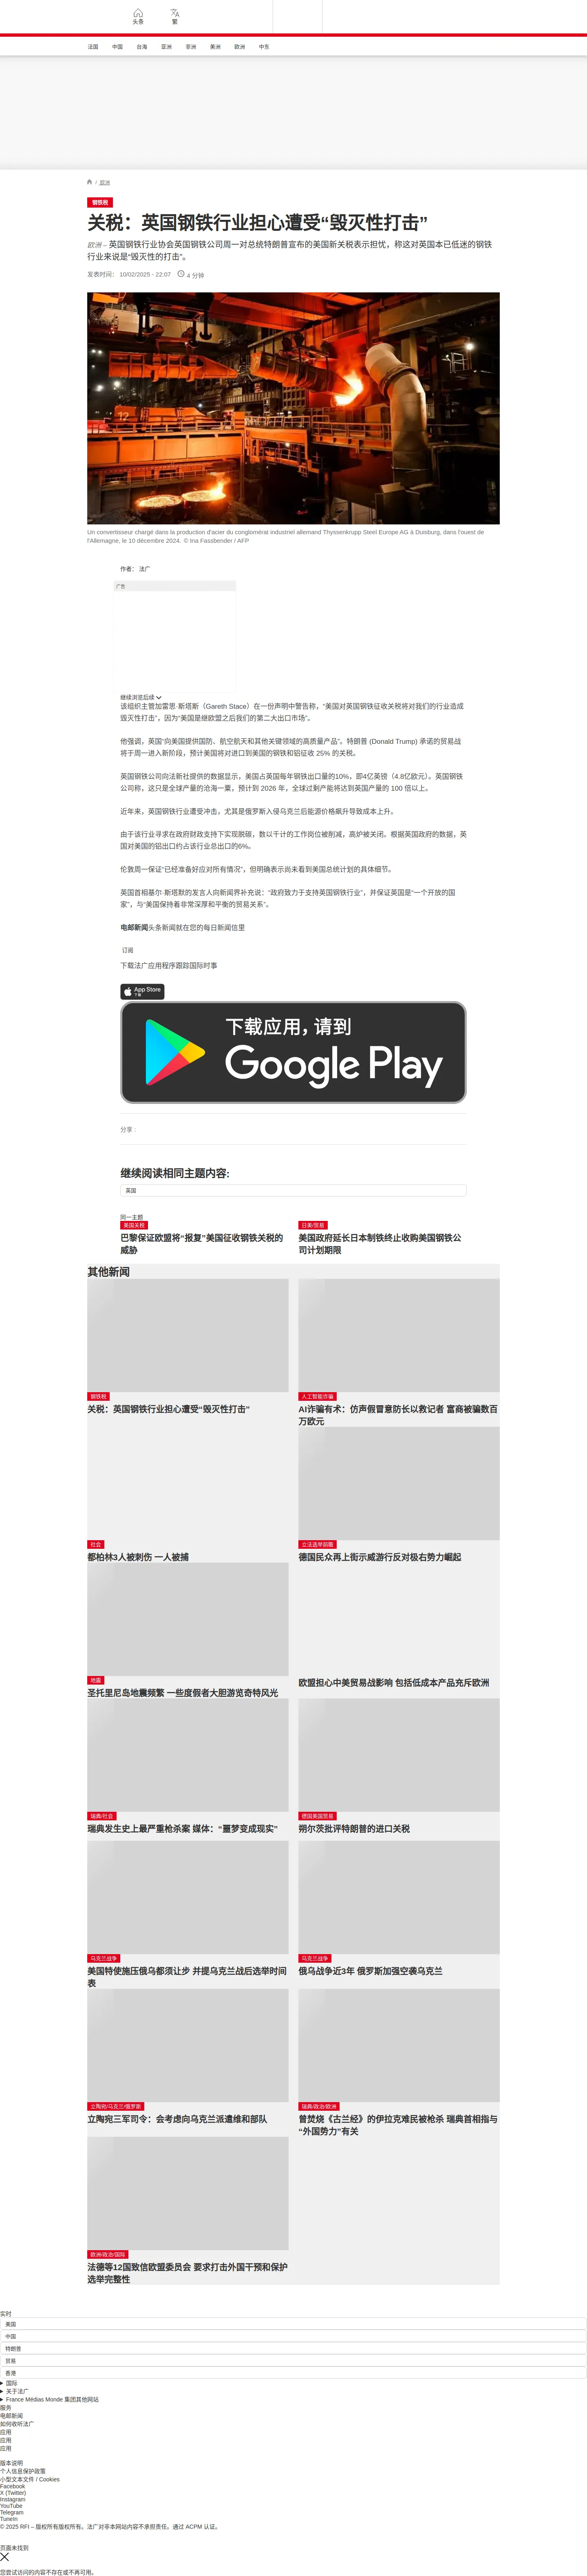 头条
繁
法国
中国
台海
亚洲
非洲
美洲
欧洲
中东
/ 欧洲
钢铁税
关税：英国钢铁行业担心遭受“毁灭性打击”
欧洲 – 英国钢铁行业协会英国钢铁公司周一对总统特朗普宣布的美国新关税表示担忧，称这对英国本已低迷的钢铁
行业来说是“毁灭性的打击”。
发表时间： 10/02/2025 - 22:07 4 分钟
12
Un convertisseur chargé dans la production d'acier du conglomérat industriel allemand Thyssenkrupp Steel Europe AG à Duisburg, dans l'ouest de
l'Allemagne, le 10 décembre 2024. © Ina Fassbender / AFP
作者： 法广
广告
继续浏览后续
该组织主管加雷思·斯塔斯（Gareth Stace）在一份声明中警告称，“美国对英国钢铁征收关税将对我们的行业造成
毁灭性打击”，因为“美国是继欧盟之后我们的第二大出口市场”。
他强调，英国“向美国提供国防、航空航天和其他关键领域的高质量产品”。特朗普 (Donald Trump) 承诺的贸易战
将于周一进入新阶段，预计美国将对进口到美国的钢铁和铝征收 25% 的关税。
英国钢铁公司向法新社提供的数据显示，美国占英国每年钢铁出口量的10%，即4亿英镑（4.8亿欧元）。英国钢铁
公司称，这只是全球产量的沧海一粟，预计到 2026 年，全球过剩产能将达到英国产量的 100 倍以上。
近年来，英国钢铁行业遭受冲击，尤其是俄罗斯入侵乌克兰后能源价格飙升导致成本上升。
由于该行业寻求在政府财政支持下实现脱碳，数以千计的工作岗位被削减，高炉被关闭。根据英国政府的数据，英
国对美国的铝出口约占该行业总出口的6%。
伦敦周一保证“已经准备好应对所有情况”，但明确表示尚未看到美国总统计划的具体细节。
英国首相基尔·斯塔默的发言人向新闻界补充说：“政府致力于支持英国钢铁行业”，并保证英国是“一个开放的国
家”，与“美国保持着非常深厚和平衡的贸易关系”。
电邮新闻头条新闻就在您的每日新闻信里
订阅
下载法广应用程序跟踪国际时事
App Store
下载
下载应用，请到
Google Play
分享 :
继续阅读相同主题内容:
英国
同一主题
美国关税
巴黎保证欧盟将“报复”美国征收钢铁关税的
威胁
日美/贸易
美国政府延长日本制铁终止收购美国钢铁公
司计划期限
其他新闻
钢铁税
关税：英国钢铁行业担心遭受“毁灭性打击”
人工智能诈骗
AI诈骗有术：仿声假冒意防长以救记者 富商被骗数百
万欧元
社会
都柏林3人被刺伤 一人被捕
立法选举前瞻
德国民众再上街示威游行反对极右势力崛起
地震
圣托里尼岛地震频繁 一些度假者大胆游览奇特风光
欧盟担心中美贸易战影响 包括低成本产品充斥欧洲
瑞典/社会
瑞典发生史上最严重枪杀案 媒体：“噩梦变成现实”
德国美国贸易
朔尔茨批评特朗普的进口关税
乌克兰战争
美国特使施压俄乌都须让步 并提乌克兰战后选举时间
表
乌克兰战争
俄乌战争近3年 俄罗斯加强空袭乌克兰
立陶宛/乌克兰/俄罗斯
立陶宛三军司令：会考虑向乌克兰派遣维和部队
瑞典/政治/欧洲
曾焚烧《古兰经》的伊拉克难民被枪杀 瑞典首相指与
“外国势力”有关
欧洲/政治/国际
法德等12国致信欧盟委员会 要求打击外国干预和保护
选举完整性
实时
美国
中国
特朗普
贸易
香港
国际
关于法广
France Médias Monde 集团其他网站
服务
电邮新闻
如何收听法广
应用
应用
应用
版本说明
个人信息保护政策
小型文本文件 / Cookies
Facebook
X (Twitter)
Instagram
YouTube
Telegram
TuneIn
© 2025 RFI – 版权所有版权所有。法广对非本网站内容不承担责任。通过 ACPM 认证。
页面未找到
您尝试访问的内容不存在或不再可用。